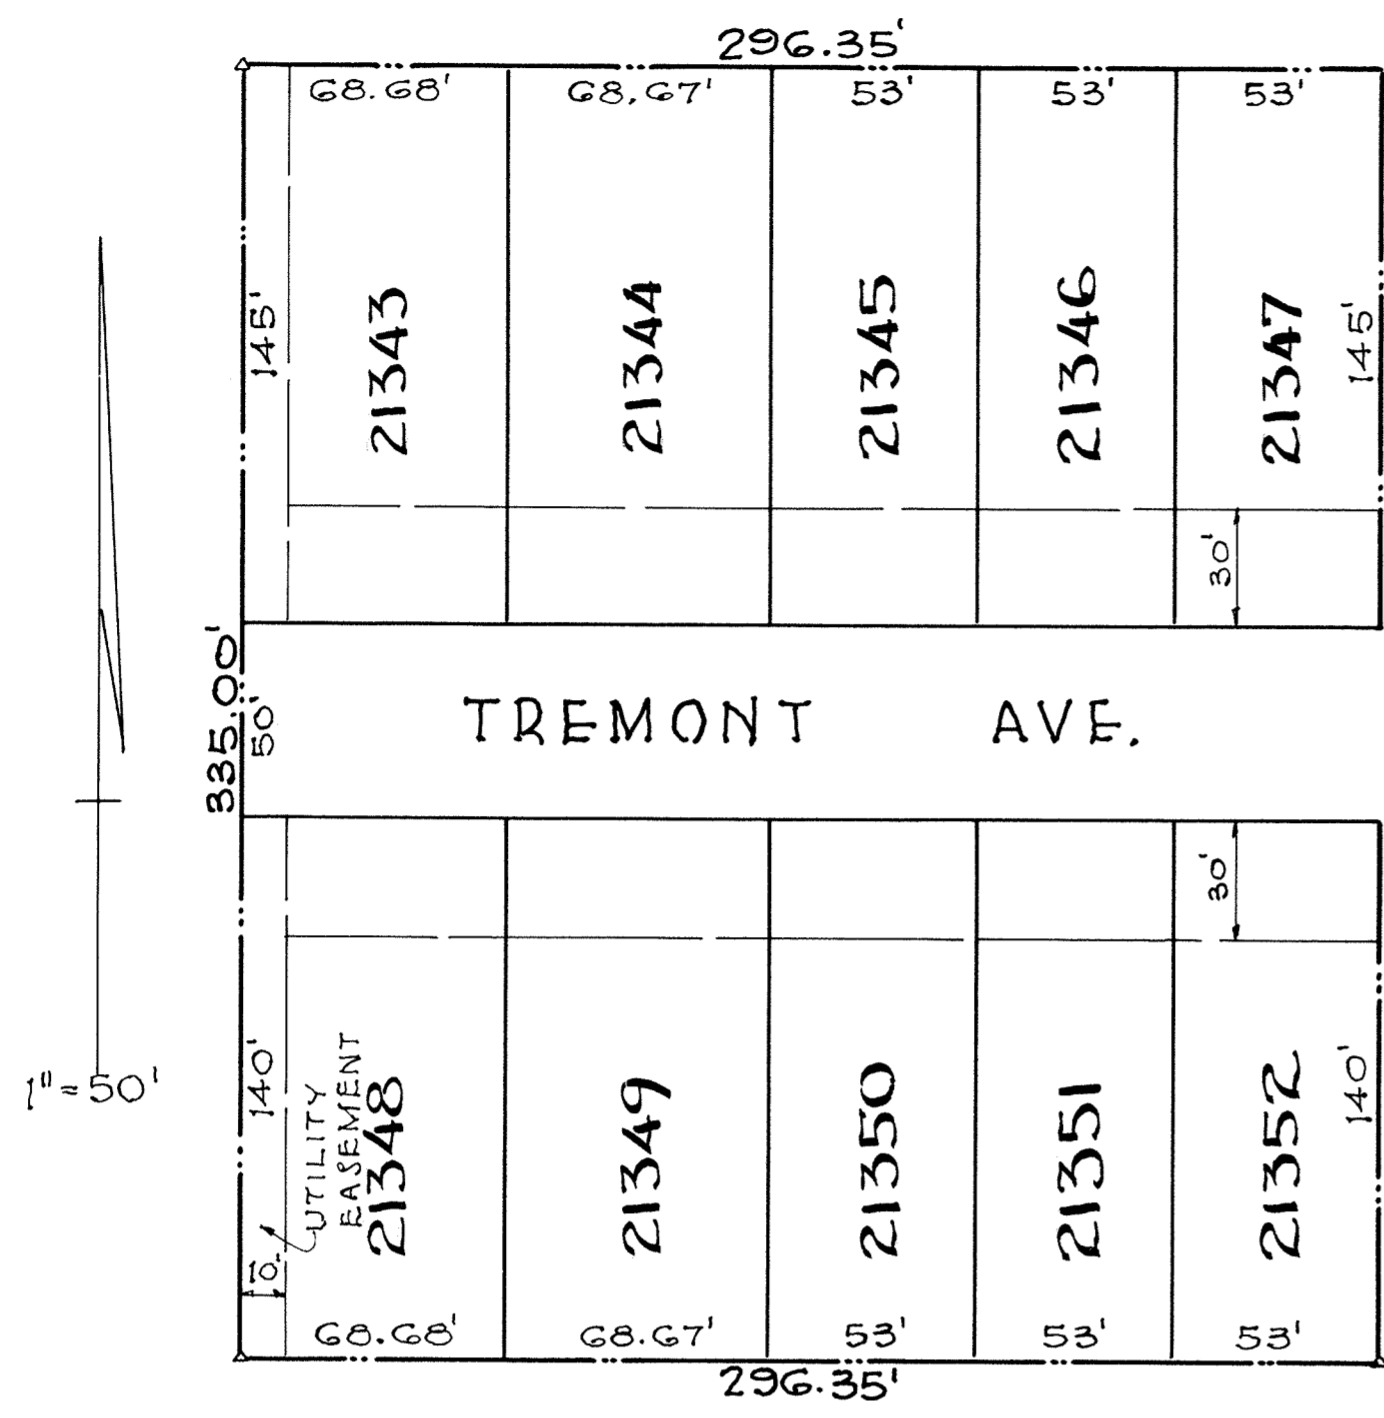 296.35'
68.68' 68.67' 53' 53' 53'
145' 21343 21344 21345 21346 21347 145'
30'
335.00'
50'
TREMONT AVE.
30'
1" = 50'
140' 21348 21349 21350 21351 21352 140'
UTILITY
EASEMENT
10'
68.68' 68.67' 53' 53' 53'
296.35'